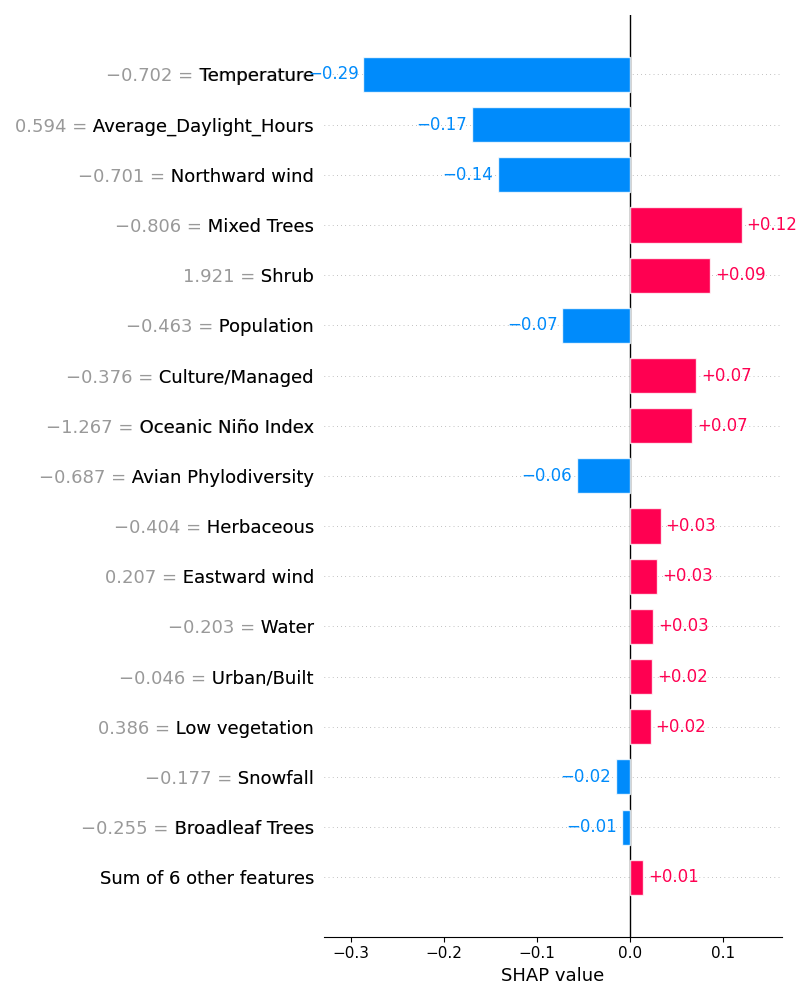 −0.702 = Temperature −0.29
0.594 = Average_Daylight_Hours −0.17
−0.701 = Northward wind −0.14
−0.806 = Mixed Trees +0.12
1.921 = Shrub +0.09
−0.463 = Population −0.07
−0.376 = Culture/Managed +0.07
−1.267 = Oceanic Niño Index +0.07
−0.687 = Avian Phylodiversity −0.06
−0.404 = Herbaceous +0.03
0.207 = Eastward wind +0.03
−0.203 = Water +0.03
−0.046 = Urban/Built +0.02
0.386 = Low vegetation +0.02
−0.177 = Snowfall −0.02
−0.255 = Broadleaf Trees −0.01
Sum of 6 other features +0.01
−0.3 −0.2 −0.1 0.0 0.1
SHAP value